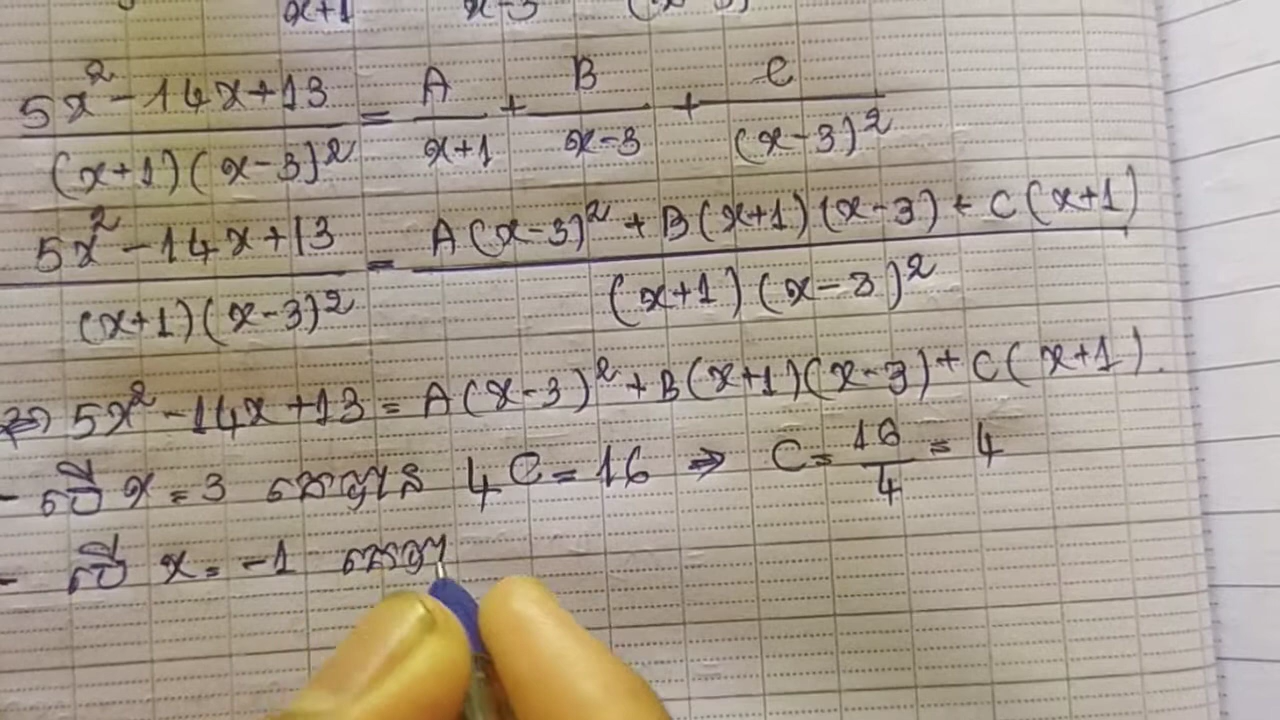 x+1 x-3
5x² - 14x + 13 / (x+1)(x-3)² = A / x+1 + B / x-3 + C / (x-3)²
5x² - 14x + 13 / (x+1)(x-3)² = A(x-3)² + B(x+1)(x-3) + C(x+1) / (x+1)(x-3)²
⇔ 5x² - 14x + 13 = A(x-3)² + B(x+1)(x-3) + C(x+1).
- បើ x = 3 គេបាន 4C = 16 ⇒ C = 16/4 = 4
- បើ x = -1 គេ